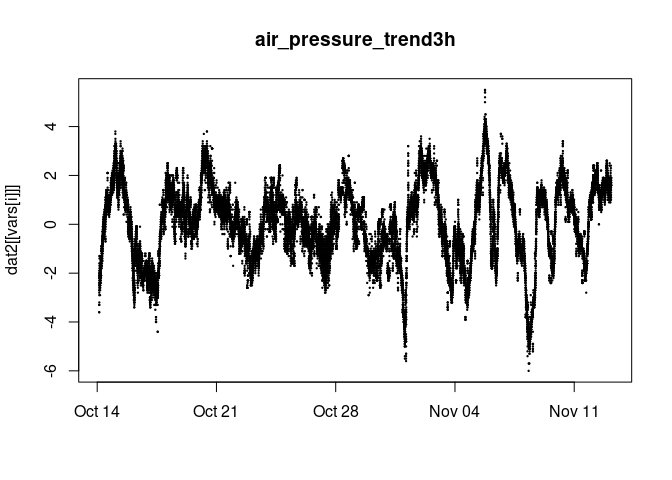 air_pressure_trend3h
dat2[[vars[i]]]
4
2
0
-2
-4
-6
Oct 14 Oct 21 Oct 28 Nov 04 Nov 11